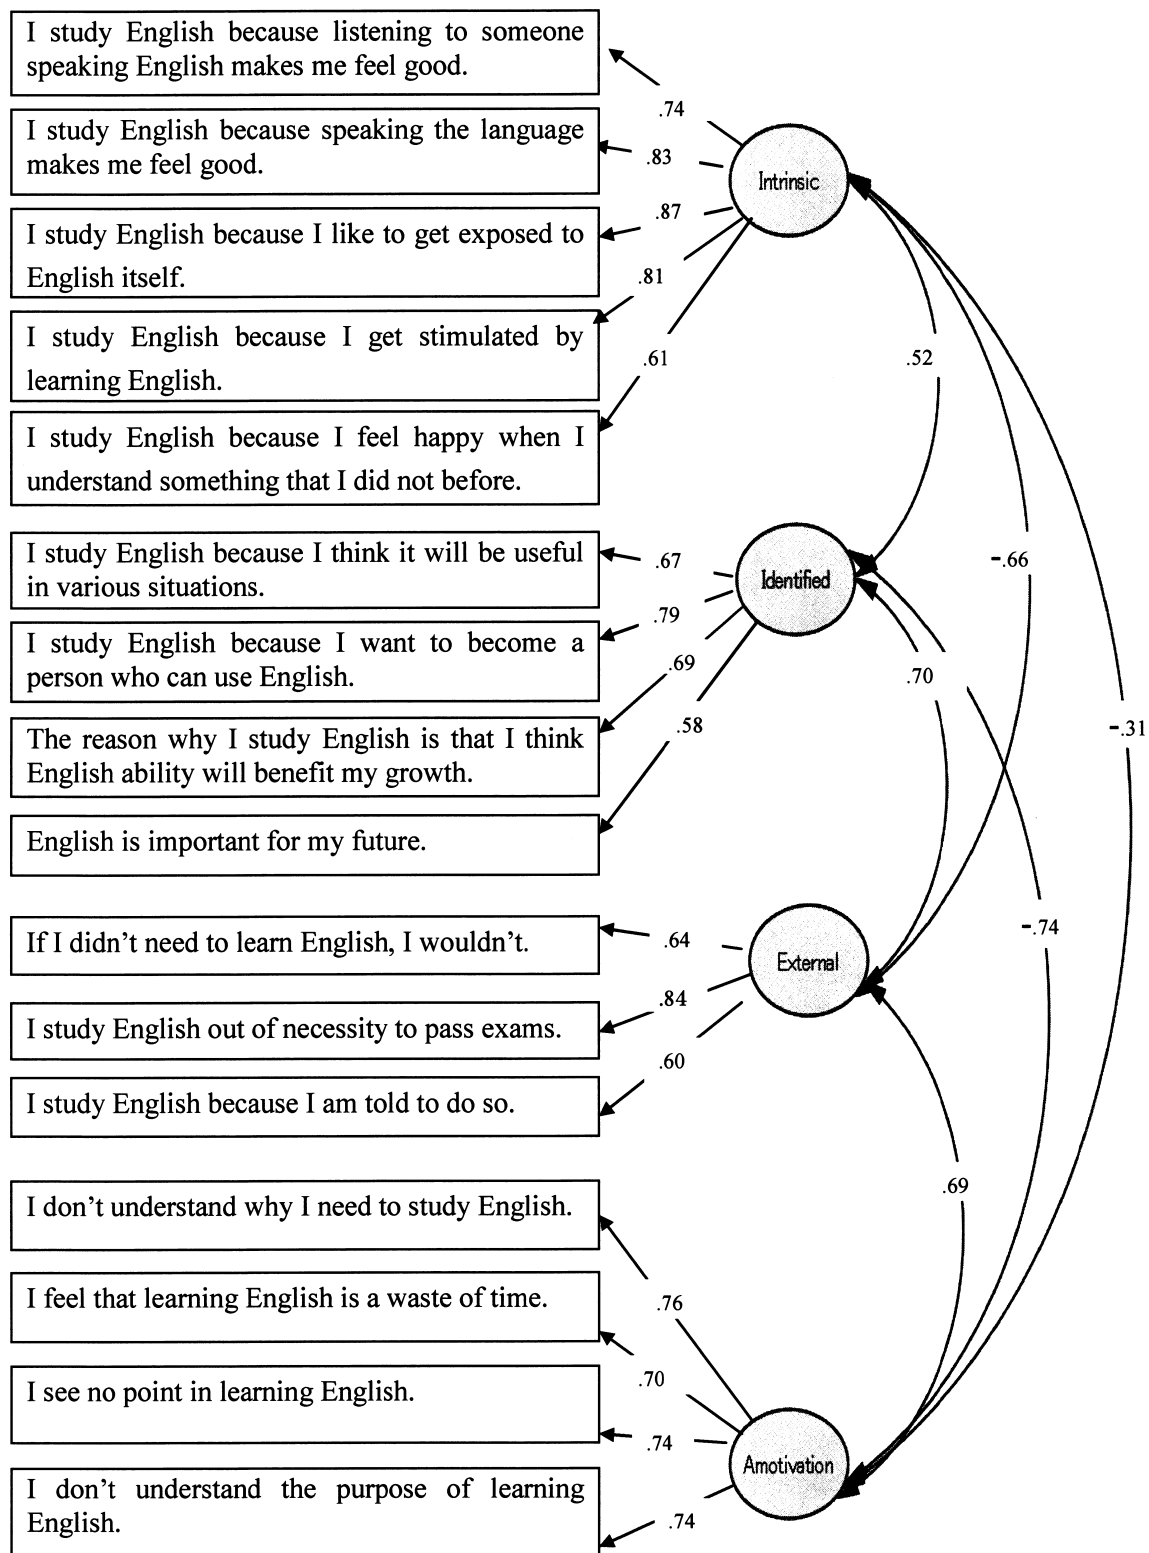 I study English because listening to someone
speaking English makes me feel good.
.74
I study English because speaking the language
makes me feel good.
.83
Intrinsic
.87
I study English because I like to get exposed to
English itself.
.81
I study English because I get stimulated by
learning English.
.61
.52
I study English because I feel happy when I
understand something that I did not before.
I study English because I think it will be useful
in various situations.
.67
-.66
Identified
.79
I study English because I want to become a
person who can use English.
.69
.70
The reason why I study English is that I think
English ability will benefit my growth.
.58
-.31
English is important for my future.
If I didn't need to learn English, I wouldn't.
.64
-.74
External
I study English out of necessity to pass exams.
.84
.60
I study English because I am told to do so.
I don't understand why I need to study English.
.69
I feel that learning English is a waste of time.
.76
I see no point in learning English.
.70
.74
Amotivation
I don't understand the purpose of learning
English.
.74